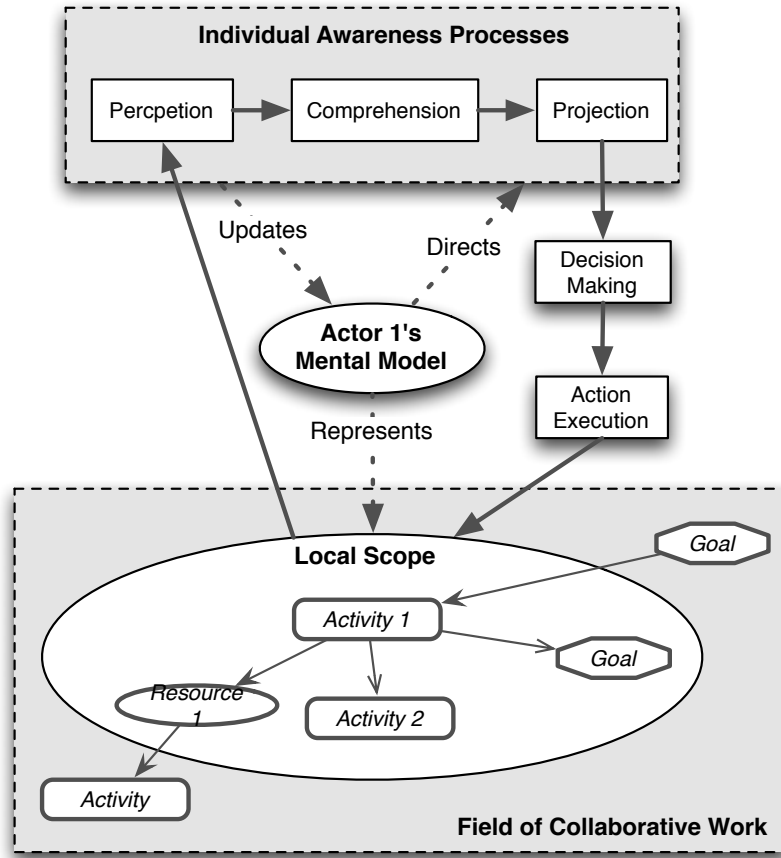 Individual Awareness Processes
Percpetion
Comprehension
Projection
Updates
Directs
Decision
Making
Actor 1's
Mental Model
Action
Execution
Represents
Local Scope
Goal
Activity 1
Goal
Resource
1
Activity 2
Activity
Field of Collaborative Work